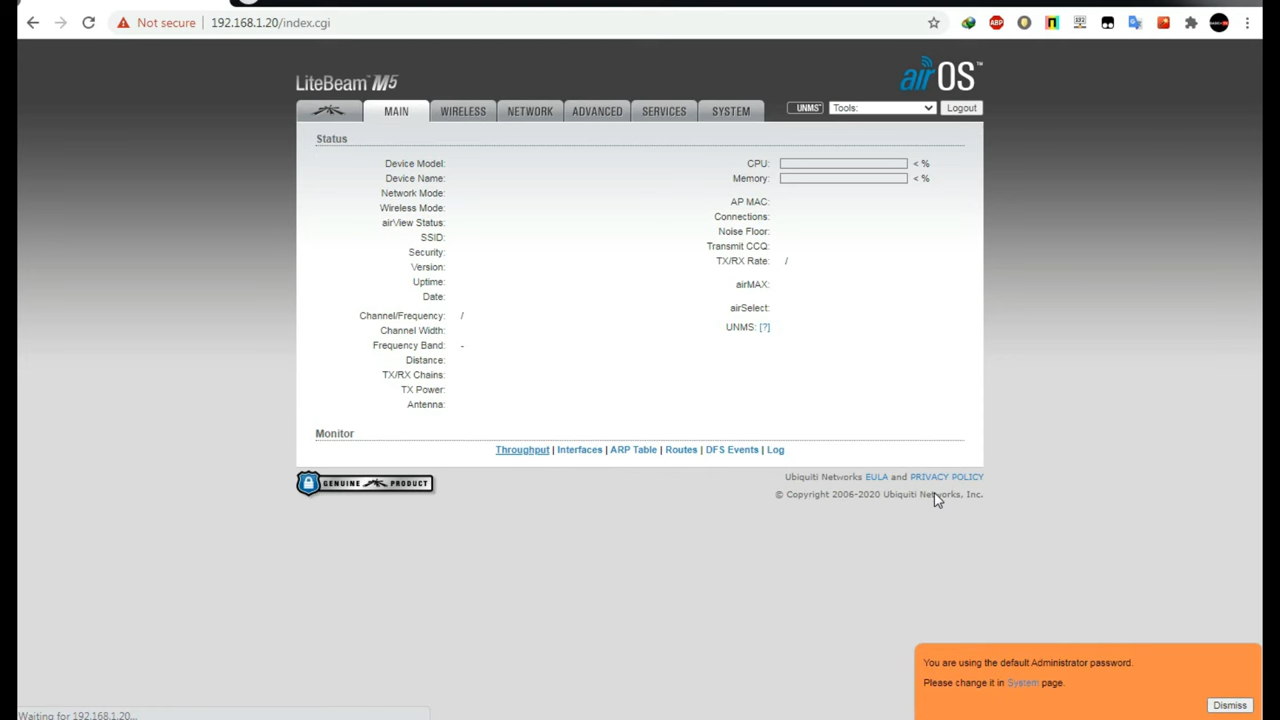 Not secure 192.168.1.20/index.cgi
LiteBeam™ M5
airOS™
MAIN WIRELESS NETWORK ADVANCED SERVICES SYSTEM UNMS™ Tools: Logout
Status
Device Model:
Device Name:
Network Mode:
Wireless Mode:
airView Status:
SSID:
Security:
Version:
Uptime:
Date:
Channel/Frequency: /
Channel Width:
Frequency Band: -
Distance:
TX/RX Chains:
TX Power:
Antenna:
CPU: < %
Memory: < %
AP MAC:
Connections:
Noise Floor:
Transmit CCQ:
TX/RX Rate: /
airMAX:
airSelect:
UNMS: [?]
Monitor
Throughput | Interfaces | ARP Table | Routes | DFS Events | Log
GENUINE PRODUCT
Ubiquiti Networks EULA and PRIVACY POLICY
© Copyright 2006-2020 Ubiquiti Networks, Inc.
You are using the default Administrator password.
Please change it in System page.
Dismiss
Waiting for 192.168.1.20...